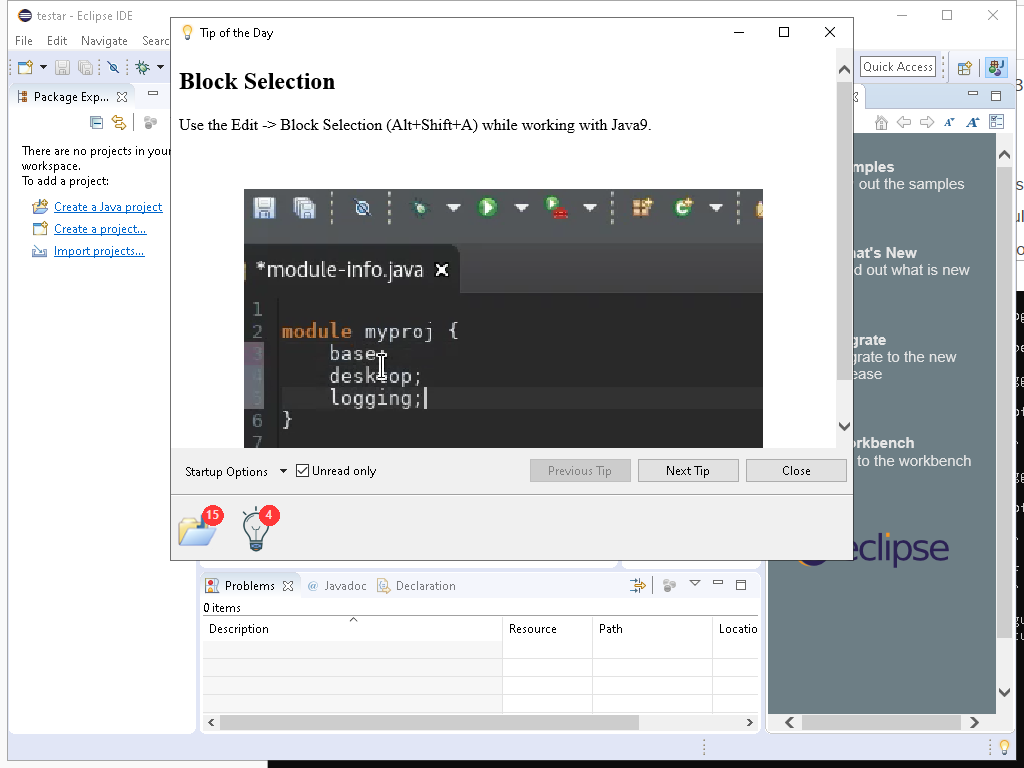 testar - Eclipse IDE
File Edit Navigate Searc
Tip of the Day
Quick Access
Package Exp...
There are no projects in your
workspace.
To add a project:
Create a Java project
Create a project...
Import projects...
Block Selection
Use the Edit -> Block Selection (Alt+Shift+A) while working with Java9.
*module-info.java
1
2 module myproj {
3 base;
4 desktop;
5 logging;
6 }
7
Startup Options
Unread only
Previous Tip
Next Tip
Close
15
4
mples
out the samples
at's New
d out what is new
grate
grate to the new
ease
rkbench
to the workbench
eclipse
Problems
@ Javadoc
Declaration
0 items
Description Resource Path Locatio